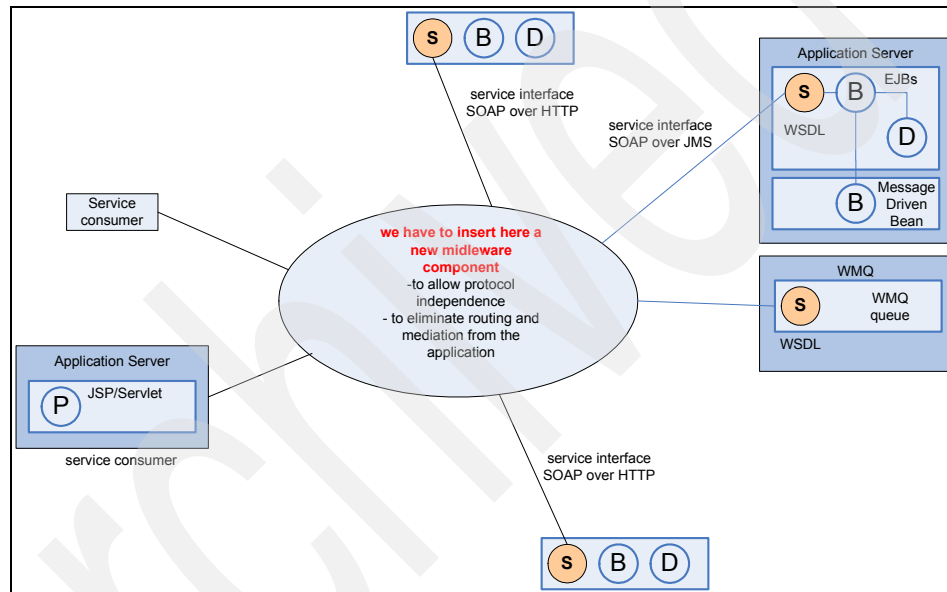 S B D
service interface
SOAP over HTTP
Application Server
EJBs
S B
WSDL
D
B
Message
Driven
Bean
service interface
SOAP over JMS
Service
consumer
we have to insert here a
new midleware
component
-to allow protocol
independence
- to eliminate routing and
mediation from the
application
WMQ
S
WMQ
queue
WSDL
Application Server
P
JSP/Servlet
service consumer
service interface
SOAP over HTTP
S B D